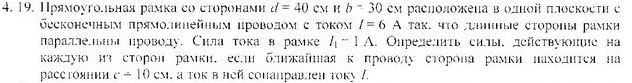 4. 19. Прямоугольная рамка со сторонами d = 40 см и b = 30 см расположена в одной плоскости с
бесконечным прямолинейным проводом с током I = 6 А так, что длинные стороны рамки
параллельны проводу. Сила тока в рамке I₁ = 1 А. Определить силы, действующие на
каждую из сторон рамки, если ближайшая к проводу сторона рамки находится на
расстоянии c = 10 см, а ток в ней сонаправлен току I.